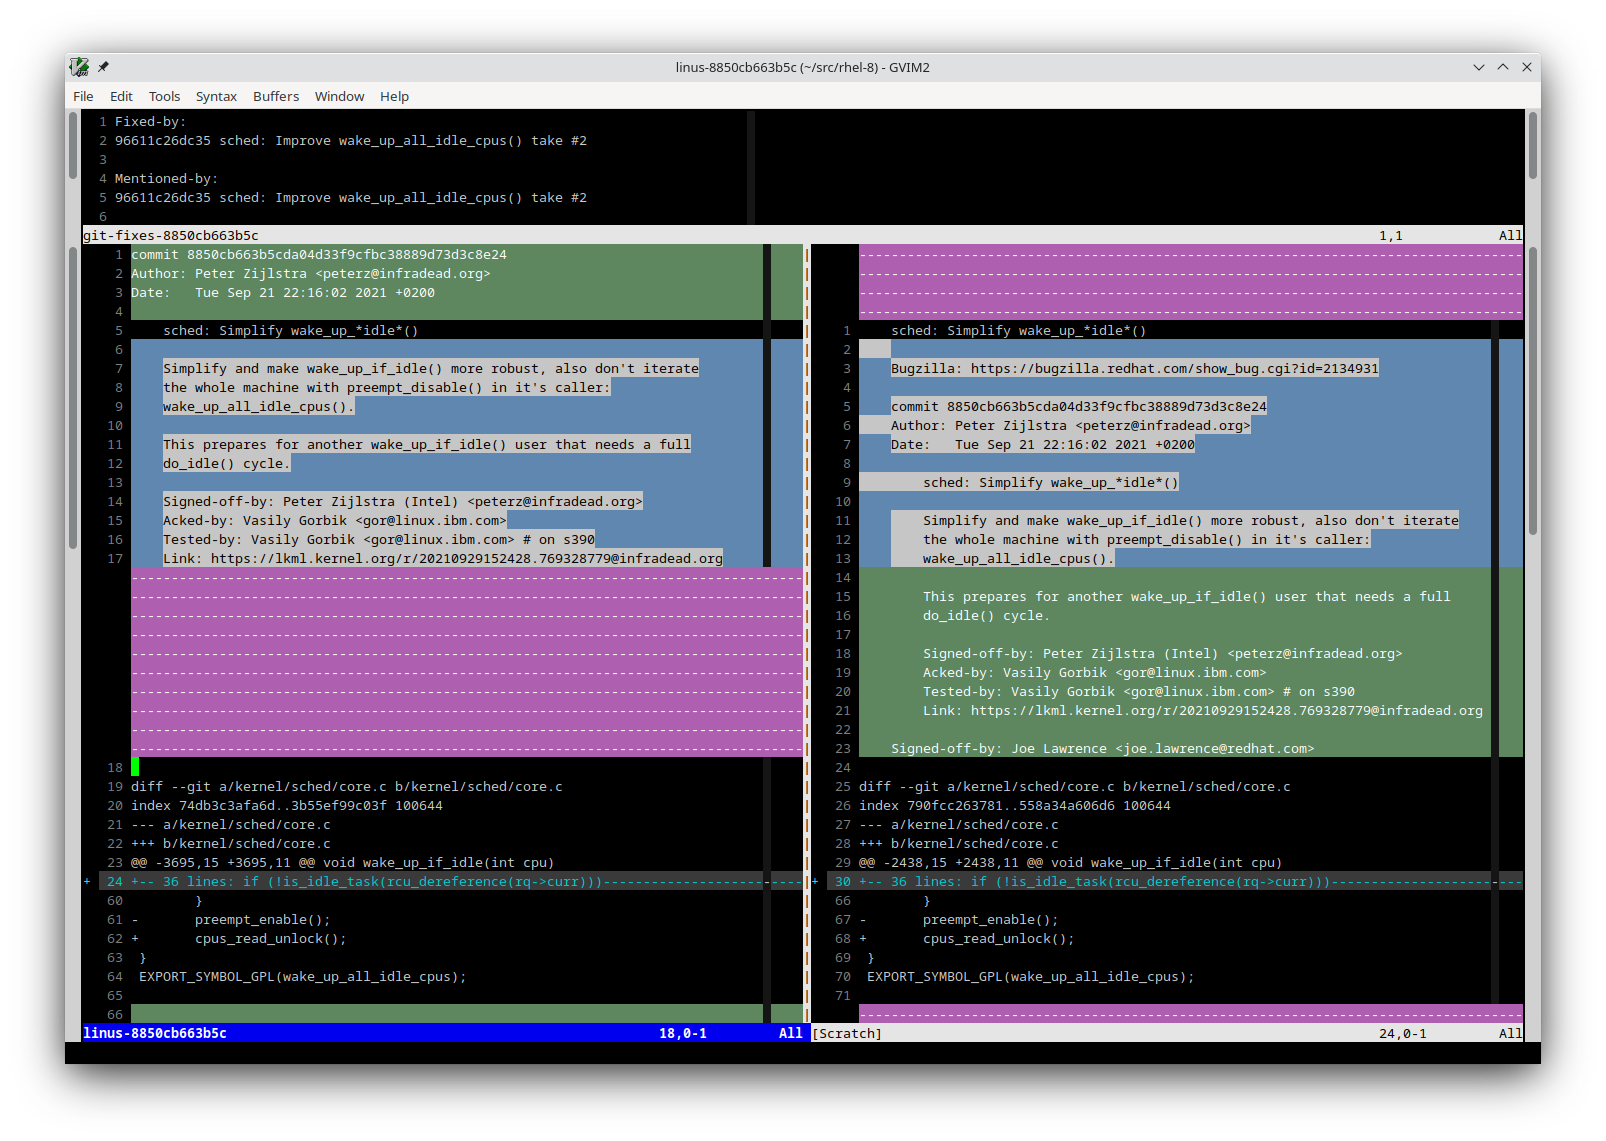 linus-8850cb663b5c (~/src/rhel-8) - GVIM2
File Edit Tools Syntax Buffers Window Help
1 Fixed-by:
2 96611c26dc35 sched: Improve wake_up_all_idle_cpus() take #2
3
4 Mentioned-by:
5 96611c26dc35 sched: Improve wake_up_all_idle_cpus() take #2
6
git-fixes-8850cb663b5c 1,1 All
1 commit 8850cb663b5cda04d33f9cfbc38889d73d3c8e24
2 Author: Peter Zijlstra <peterz@infradead.org>
3 Date:   Tue Sep 21 22:16:02 2021 +0200
4
5     sched: Simplify wake_up_*idle*()
6
7     Simplify and make wake_up_if_idle() more robust, also don't iterate
8     the whole machine with preempt_disable() in it's caller:
9     wake_up_all_idle_cpus().
10
11     This prepares for another wake_up_if_idle() user that needs a full
12     do_idle() cycle.
13
14     Signed-off-by: Peter Zijlstra (Intel) <peterz@infradead.org>
15     Acked-by: Vasily Gorbik <gor@linux.ibm.com>
16     Tested-by: Vasily Gorbik <gor@linux.ibm.com> # on s390
17     Link: https://lkml.kernel.org/r/20210929152428.769328779@infradead.org
18
19 diff --git a/kernel/sched/core.c b/kernel/sched/core.c
20 index 74db3c3afa6d..3b55ef99c03f 100644
21 --- a/kernel/sched/core.c
22 +++ b/kernel/sched/core.c
23 @@ -3695,15 +3695,11 @@ void wake_up_if_idle(int cpu)
+ 24 +-- 36 lines: if (!is_idle_task(rcu_dereference(rq->curr)))-------------------------
60         }
61 -       preempt_enable();
62 +       cpus_read_unlock();
63  }
64  EXPORT_SYMBOL_GPL(wake_up_all_idle_cpus);
65
66
linus-8850cb663b5c 18,0-1 All
1     sched: Simplify wake_up_*idle*()
2
3     Bugzilla: https://bugzilla.redhat.com/show_bug.cgi?id=2134931
4
5     commit 8850cb663b5cda04d33f9cfbc38889d73d3c8e24
6     Author: Peter Zijlstra <peterz@infradead.org>
7     Date:   Tue Sep 21 22:16:02 2021 +0200
8
9         sched: Simplify wake_up_*idle*()
10
11         Simplify and make wake_up_if_idle() more robust, also don't iterate
12         the whole machine with preempt_disable() in it's caller:
13         wake_up_all_idle_cpus().
14
15         This prepares for another wake_up_if_idle() user that needs a full
16         do_idle() cycle.
17
18         Signed-off-by: Peter Zijlstra (Intel) <peterz@infradead.org>
19         Acked-by: Vasily Gorbik <gor@linux.ibm.com>
20         Tested-by: Vasily Gorbik <gor@linux.ibm.com> # on s390
21         Link: https://lkml.kernel.org/r/20210929152428.769328779@infradead.org
22
23     Signed-off-by: Joe Lawrence <joe.lawrence@redhat.com>
24
25 diff --git a/kernel/sched/core.c b/kernel/sched/core.c
26 index 790fcc263781..558a34a606d6 100644
27 --- a/kernel/sched/core.c
28 +++ b/kernel/sched/core.c
29 @@ -2438,15 +2438,11 @@ void wake_up_if_idle(int cpu)
+ 30 +-- 36 lines: if (!is_idle_task(rcu_dereference(rq->curr)))------------------------
66         }
67 -       preempt_enable();
68 +       cpus_read_unlock();
69  }
70  EXPORT_SYMBOL_GPL(wake_up_all_idle_cpus);
71
[Scratch] 24,0-1 All